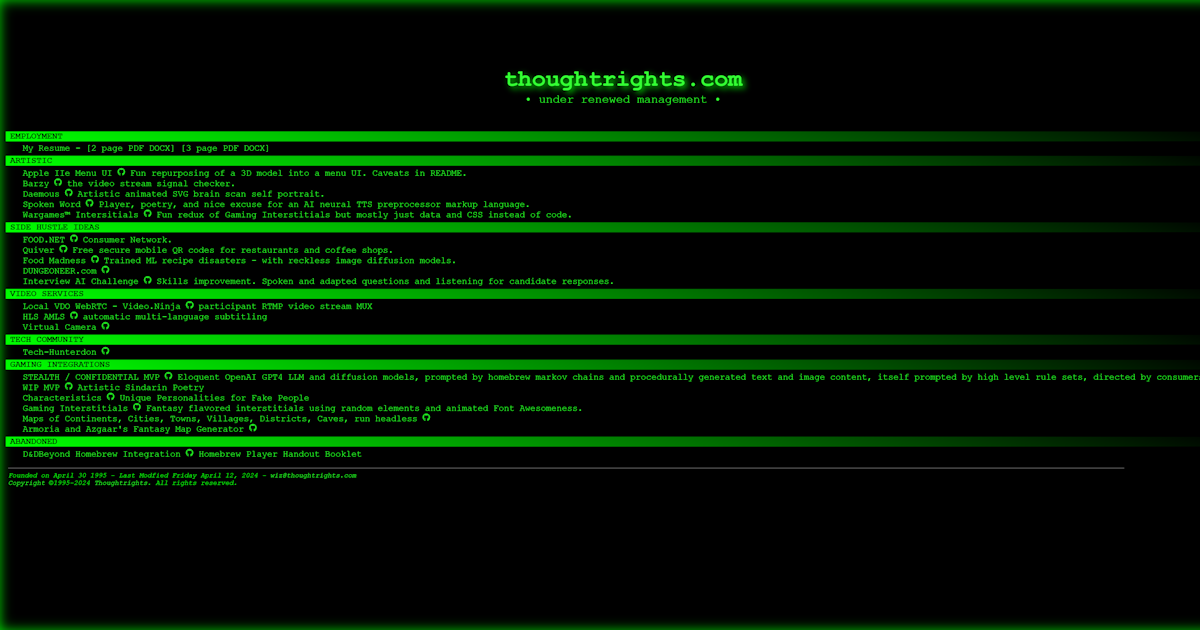 thoughtrights.com
• under renewed management •
EMPLOYMENT
My Resume - [2 page PDF DOCX] [3 page PDF DOCX]
ARTISTIC
Apple IIe Menu UI Fun repurposing of a 3D model into a menu UI. Caveats in README.
Barzy the video stream signal checker.
Daemous Artistic animated SVG brain scan self portrait.
Spoken Word Player, poetry, and nice excuse for an AI neural TTS preprocessor markup language.
Wargames™ Intersitials Fun redux of Gaming Interstitials but mostly just data and CSS instead of code.
SIDE HUSTLE IDEAS
FOOD.NET Consumer Network.
Quiver Free secure mobile QR codes for restaurants and coffee shops.
Food Madness Trained ML recipe disasters - with reckless image diffusion models.
DUNGEONEER.com
Interview AI Challenge Skills improvement. Spoken and adapted questions and listening for candidate responses.
VIDEO SERVICES
Local VDO WebRTC - Video.Ninja participant RTMP video stream MUX
HLS AMLS automatic multi-language subtitling
Virtual Camera
TECH COMMUNITY
Tech-Hunterdon
GAMING INTEGRATIONS
STEALTH / CONFIDENTIAL MVP Eloquent OpenAI GPT4 LLM and diffusion models, prompted by homebrew markov chains and procedurally generated text and image content, itself prompted by high level rule sets, directed by consumer
WIP MVP Artistic Sindarin Poetry
Characteristics Unique Personalities for Fake People
Gaming Interstitials Fantasy flavored interstitials using random elements and animated Font Awesomeness.
Maps of Continents, Cities, Towns, Villages, Districts, Caves, run headless
Armoria and Azgaar's Fantasy Map Generator
ABANDONED
D&DBeyond Homebrew Integration Homebrew Player Handout Booklet
Founded on April 30 1995 - Last Modfied Friday April 12, 2024 - wiz@thoughtrights.com
Copyright ©1995-2024 Thoughtrights. All rights reserved.